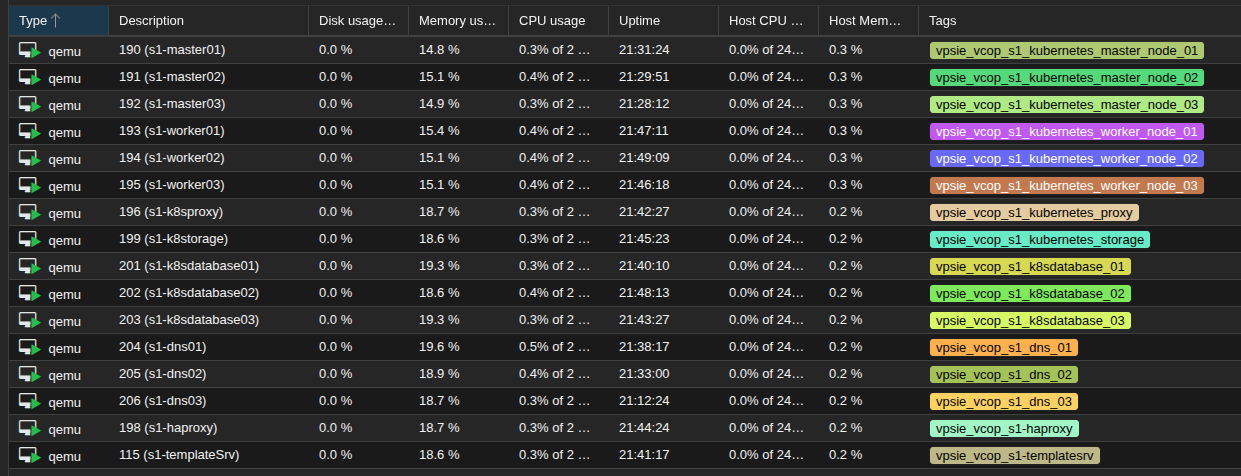 Type Description Disk usage... Memory us... CPU usage Uptime Host CPU ... Host Mem... Tags
qemu 190 (s1-master01) 0.0 % 14.8 % 0.3% of 2 ... 21:31:24 0.0% of 24... 0.3 % vpsie_vcop_s1_kubernetes_master_node_01
qemu 191 (s1-master02) 0.0 % 15.1 % 0.4% of 2 ... 21:29:51 0.0% of 24... 0.3 % vpsie_vcop_s1_kubernetes_master_node_02
qemu 192 (s1-master03) 0.0 % 14.9 % 0.3% of 2 ... 21:28:12 0.0% of 24... 0.3 % vpsie_vcop_s1_kubernetes_master_node_03
qemu 193 (s1-worker01) 0.0 % 15.4 % 0.4% of 2 ... 21:47:11 0.0% of 24... 0.3 % vpsie_vcop_s1_kubernetes_worker_node_01
qemu 194 (s1-worker02) 0.0 % 15.1 % 0.4% of 2 ... 21:49:09 0.0% of 24... 0.3 % vpsie_vcop_s1_kubernetes_worker_node_02
qemu 195 (s1-worker03) 0.0 % 15.1 % 0.4% of 2 ... 21:46:18 0.0% of 24... 0.3 % vpsie_vcop_s1_kubernetes_worker_node_03
qemu 196 (s1-k8sproxy) 0.0 % 18.7 % 0.3% of 2 ... 21:42:27 0.0% of 24... 0.2 % vpsie_vcop_s1_kubernetes_proxy
qemu 199 (s1-k8storage) 0.0 % 18.6 % 0.3% of 2 ... 21:45:23 0.0% of 24... 0.2 % vpsie_vcop_s1_kubernetes_storage
qemu 201 (s1-k8sdatabase01) 0.0 % 19.3 % 0.3% of 2 ... 21:40:10 0.0% of 24... 0.2 % vpsie_vcop_s1_k8sdatabase_01
qemu 202 (s1-k8sdatabase02) 0.0 % 18.6 % 0.4% of 2 ... 21:48:13 0.0% of 24... 0.2 % vpsie_vcop_s1_k8sdatabase_02
qemu 203 (s1-k8sdatabase03) 0.0 % 19.3 % 0.3% of 2 ... 21:43:27 0.0% of 24... 0.2 % vpsie_vcop_s1_k8sdatabase_03
qemu 204 (s1-dns01) 0.0 % 19.6 % 0.5% of 2 ... 21:38:17 0.0% of 24... 0.2 % vpsie_vcop_s1_dns_01
qemu 205 (s1-dns02) 0.0 % 18.9 % 0.4% of 2 ... 21:33:00 0.0% of 24... 0.2 % vpsie_vcop_s1_dns_02
qemu 206 (s1-dns03) 0.0 % 18.7 % 0.3% of 2 ... 21:12:24 0.0% of 24... 0.2 % vpsie_vcop_s1_dns_03
qemu 198 (s1-haproxy) 0.0 % 18.7 % 0.3% of 2 ... 21:44:24 0.0% of 24... 0.2 % vpsie_vcop_s1-haproxy
qemu 115 (s1-templateSrv) 0.0 % 18.6 % 0.3% of 2 ... 21:41:17 0.0% of 24... 0.2 % vpsie_vcop_s1-templatesrv